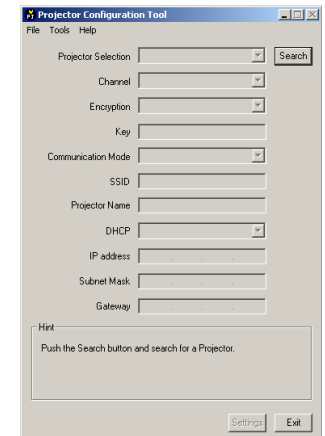 Projector Configuration Tool
File Tools Help
Projector Selection Search
Channel
Encryption
Key
Communication Mode
SSID
Projector Name
DHCP
IP address
Subnet Mask
Gateway
Hint
Push the Search button and search for a Projector.
Settings Exit